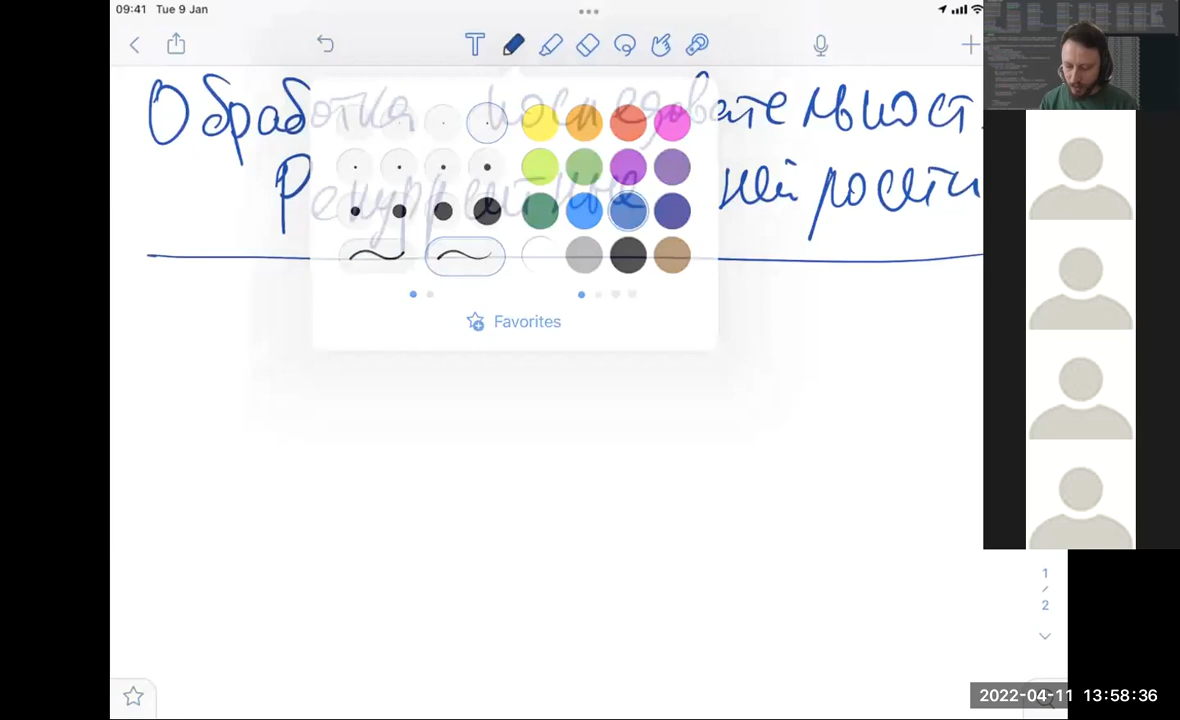 09:41 Tue 9 Jan
T
Обработка последовательност
Рекуррентные нейросети
Favorites
1
/
2
2022-04-11 13:58:36